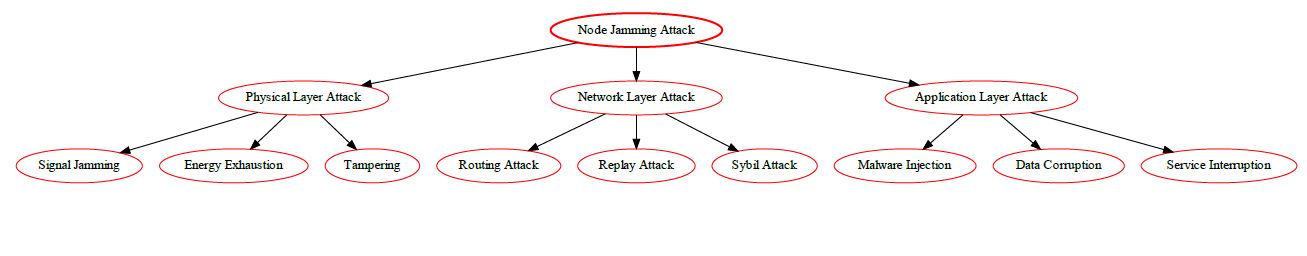 Node Jamming Attack
Physical Layer Attack
Network Layer Attack
Application Layer Attack
Signal Jamming
Energy Exhaustion
Tampering
Routing Attack
Replay Attack
Sybil Attack
Malware Injection
Data Corruption
Service Interruption